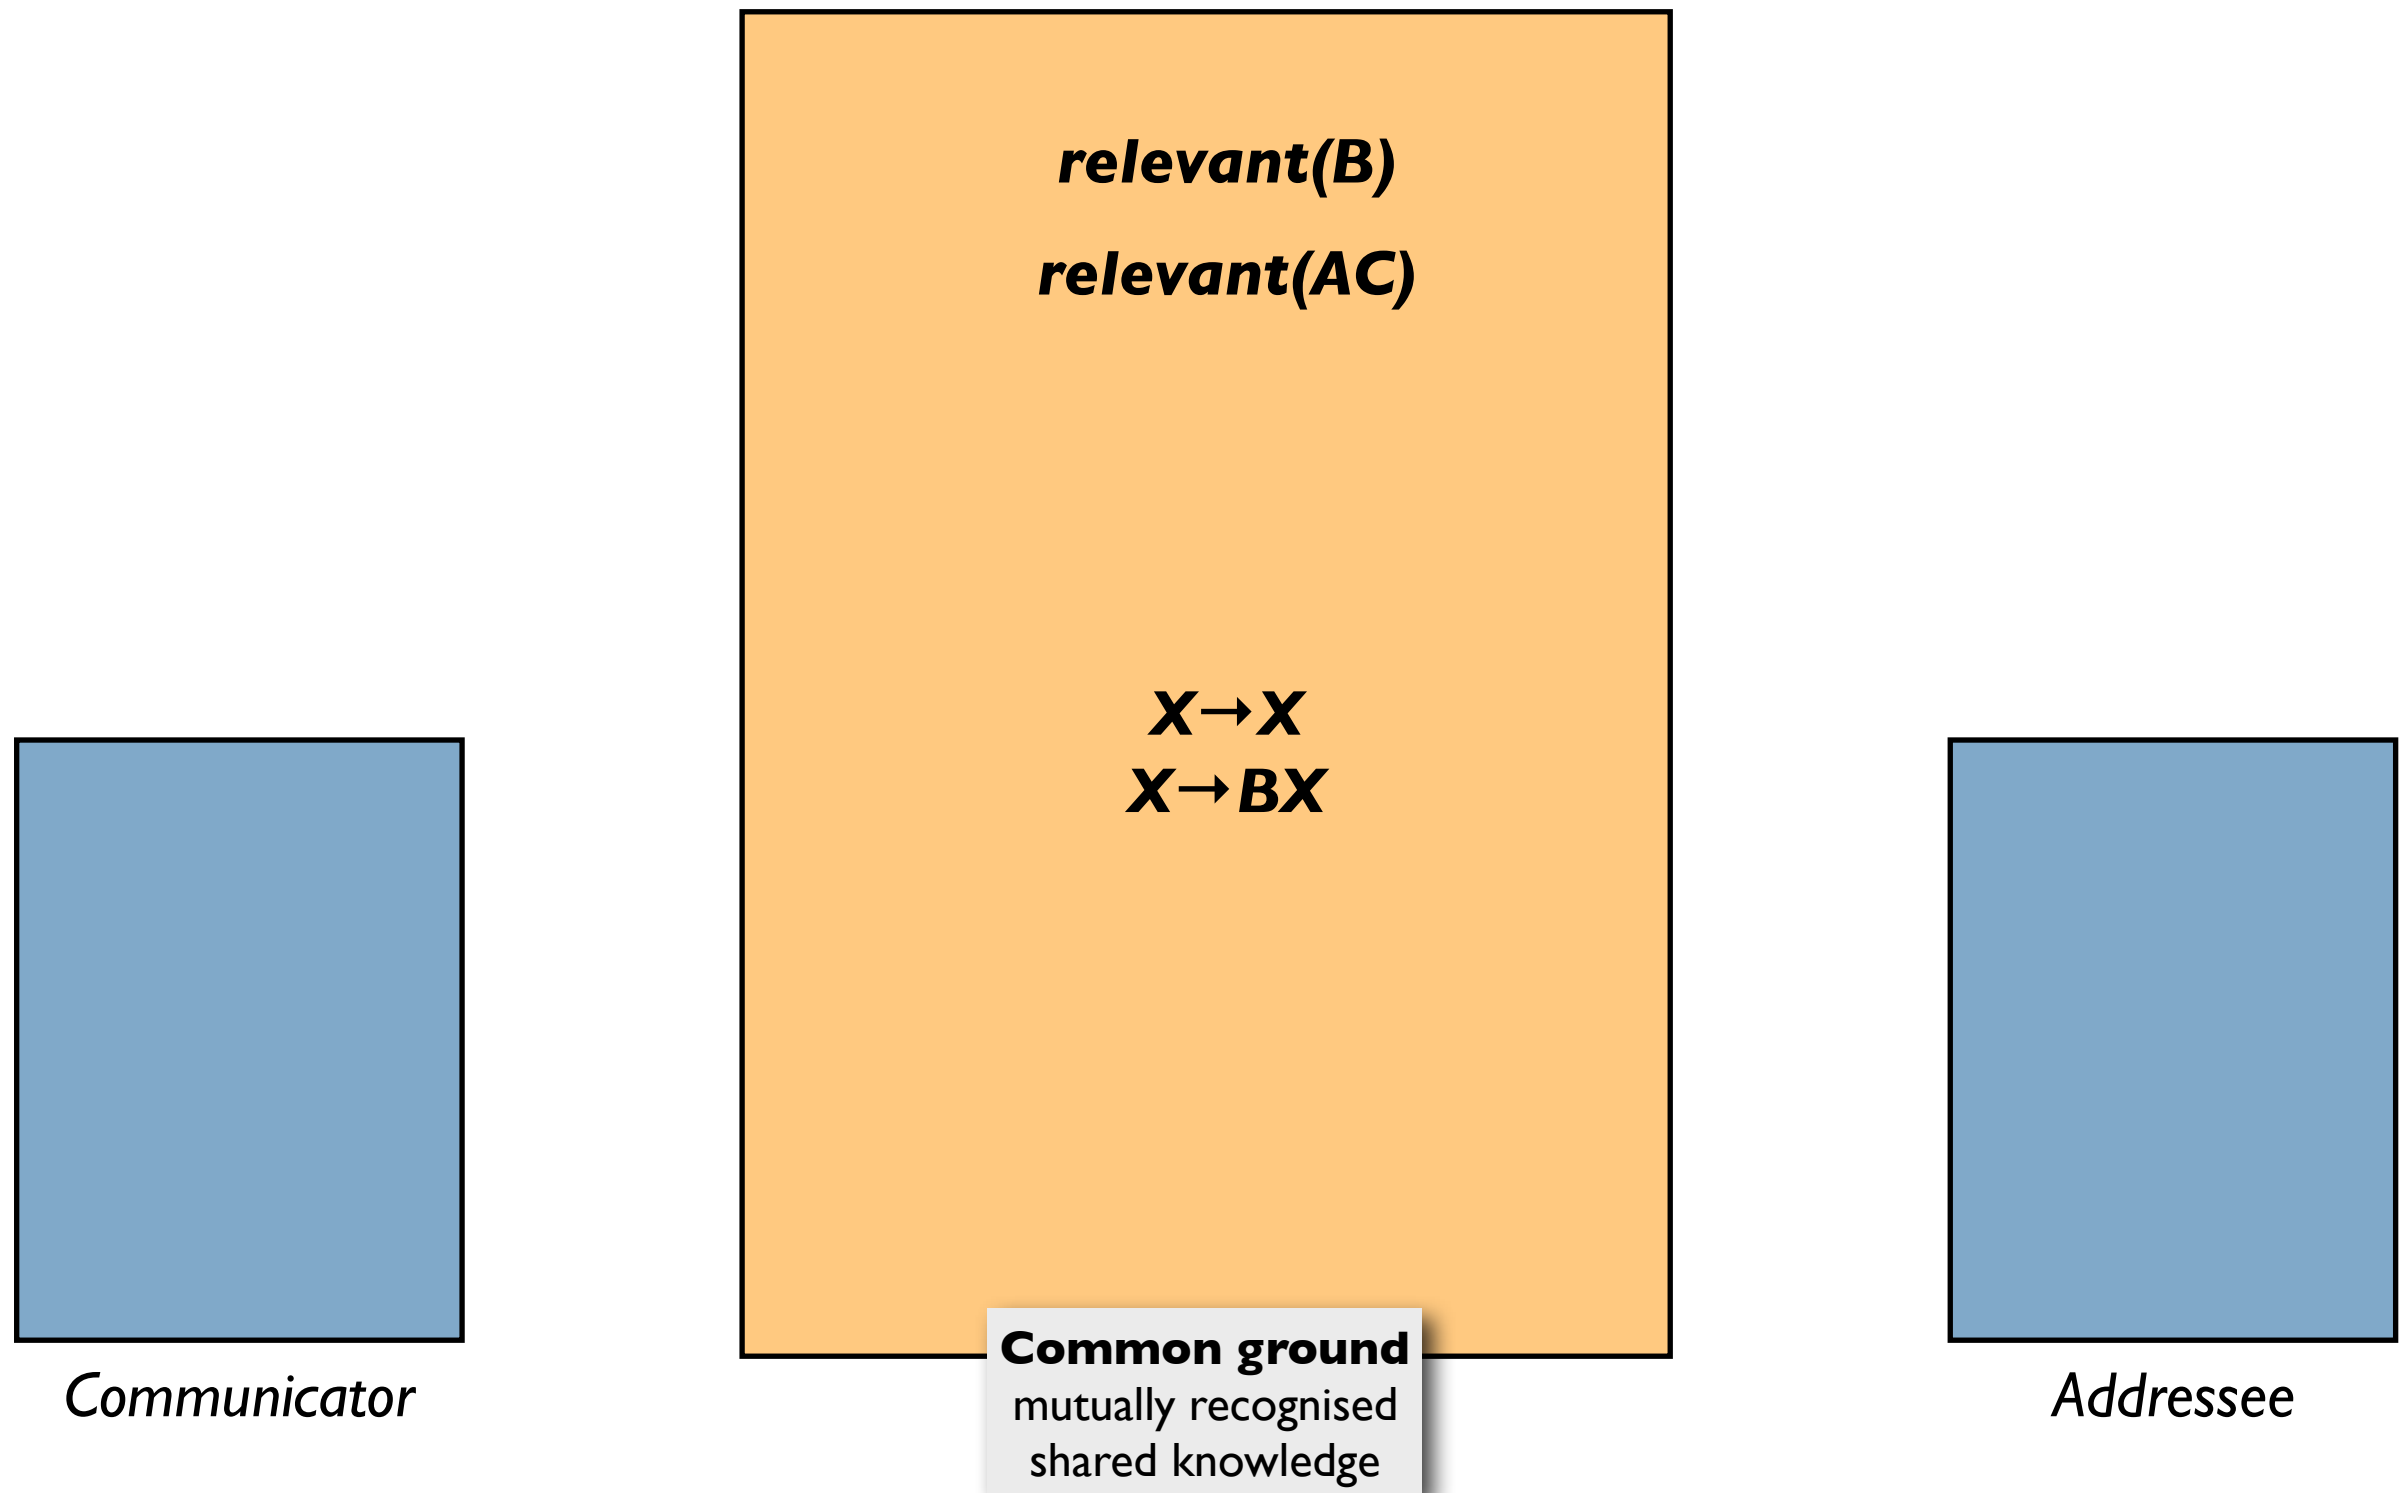 relevant(B)
relevant(AC)
X→X
X→BX
Common ground
mutually recognised
shared knowledge
Communicator
Addressee